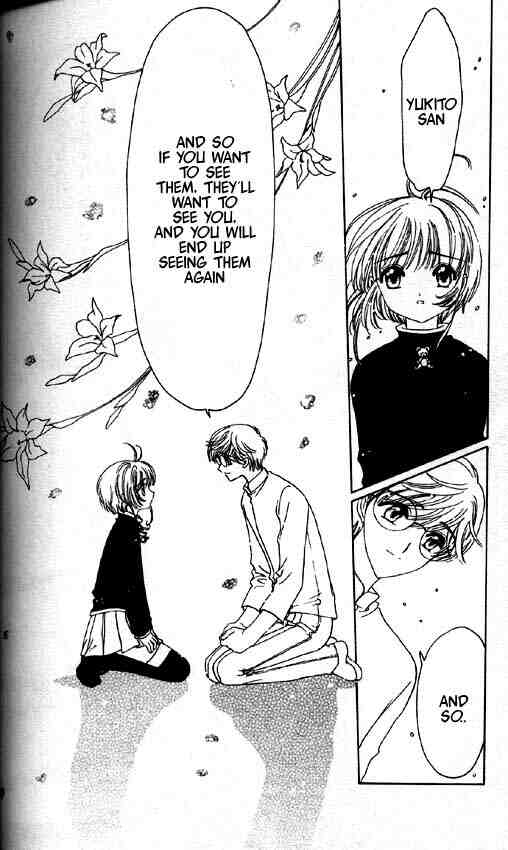 YUKITO
SAN
AND
SO.
AND SO
IF YOU WANT
TO SEE
THEM, THEY'LL
WANT TO
SEE YOU.
AND YOU WILL
END UP
SEEING THEM
AGAIN